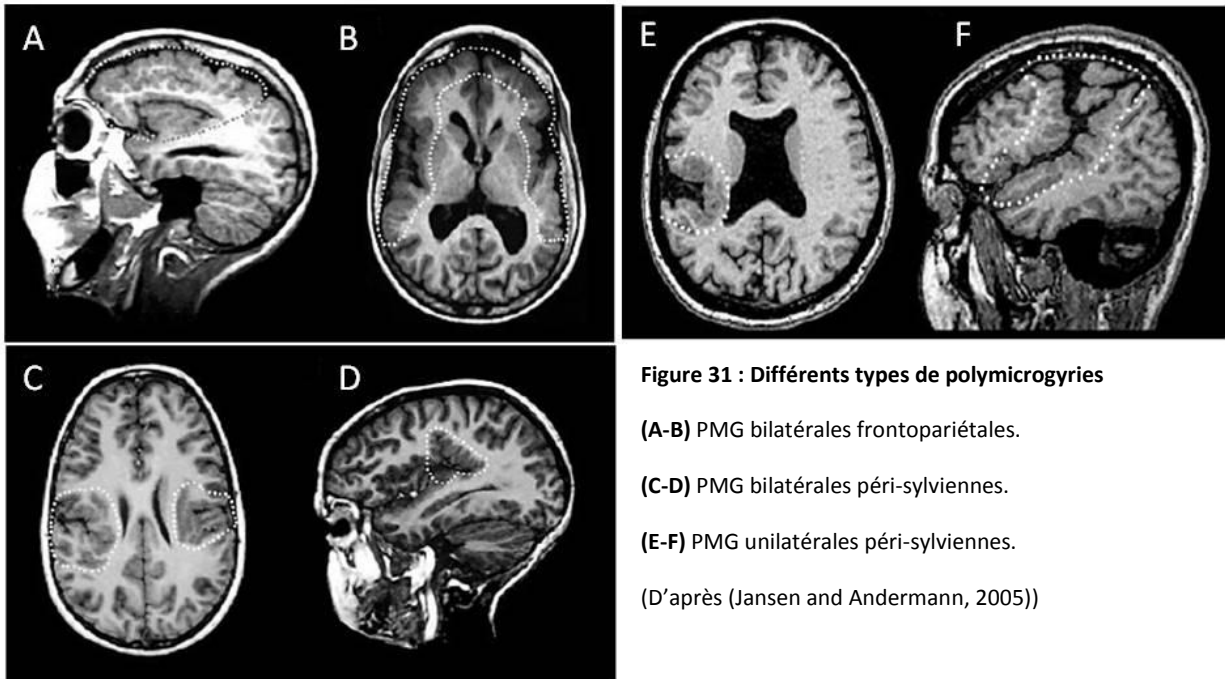 A
B
E
F
C
D
Figure 31 : Différents types de polymicrogyries
(A-B) PMG bilatérales frontopariétales.
(C-D) PMG bilatérales péri-sylviennes.
(E-F) PMG unilatérales péri-sylviennes.
(D’après (Jansen and Andermann, 2005))